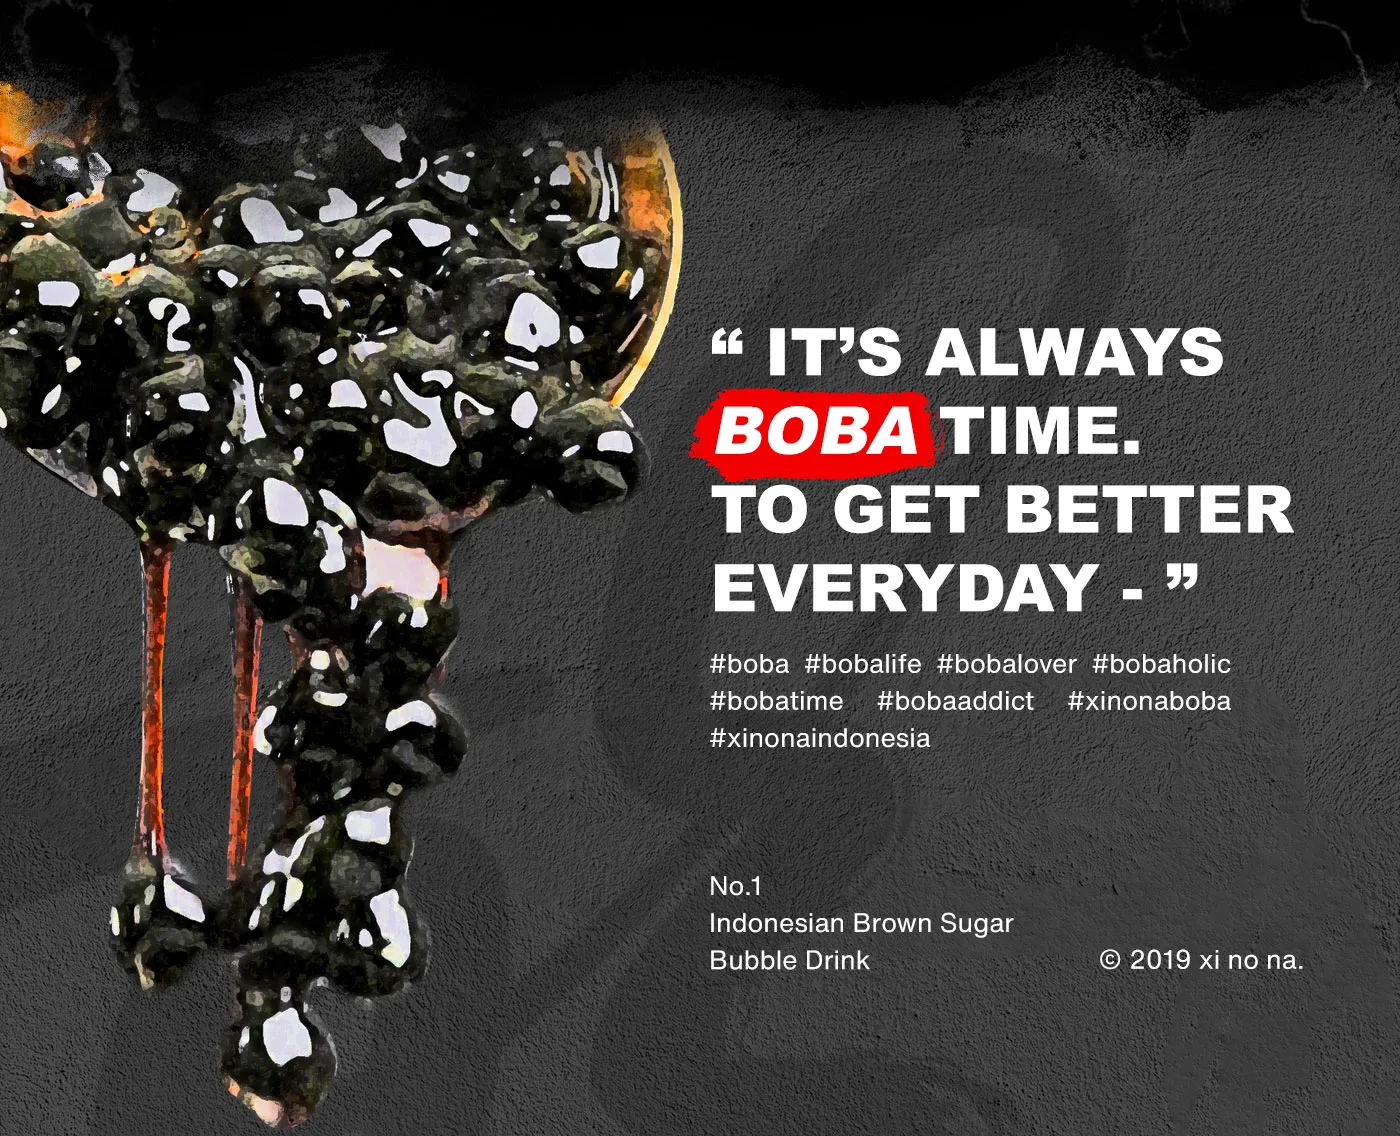 “ IT’S ALWAYS
BOBA TIME.
TO GET BETTER
EVERYDAY - ”
#boba #bobalife #bobalover #bobaholic
#bobatime #bobaaddict #xinonaboba
#xinonaindonesia
No.1
Indonesian Brown Sugar
Bubble Drink
© 2019 xi no na.